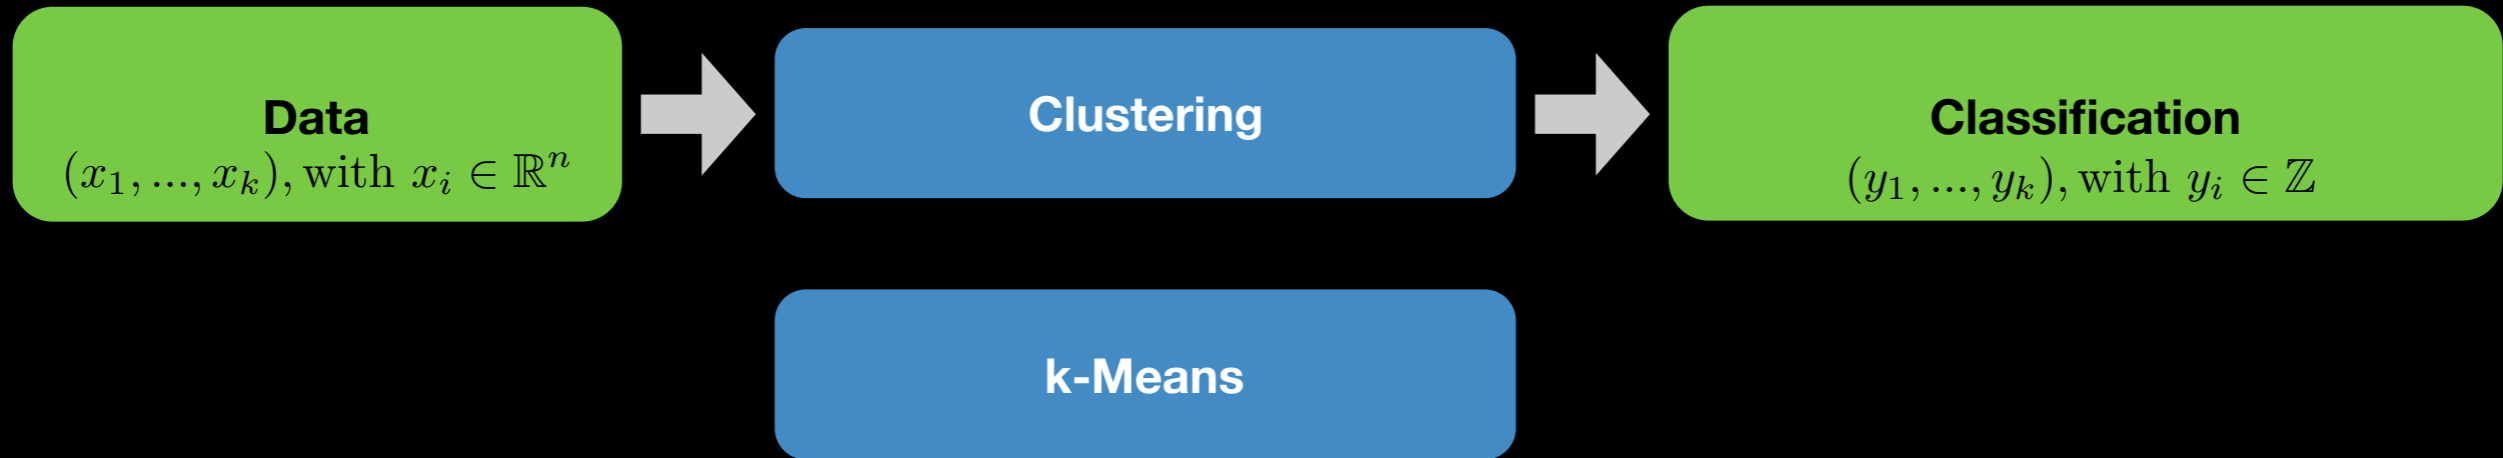 Data
(x₁, ..., xₖ), with xᵢ ∈ ℝⁿ
Clustering
Classification
(y₁, ..., yₖ), with yᵢ ∈ ℤ
k-Means